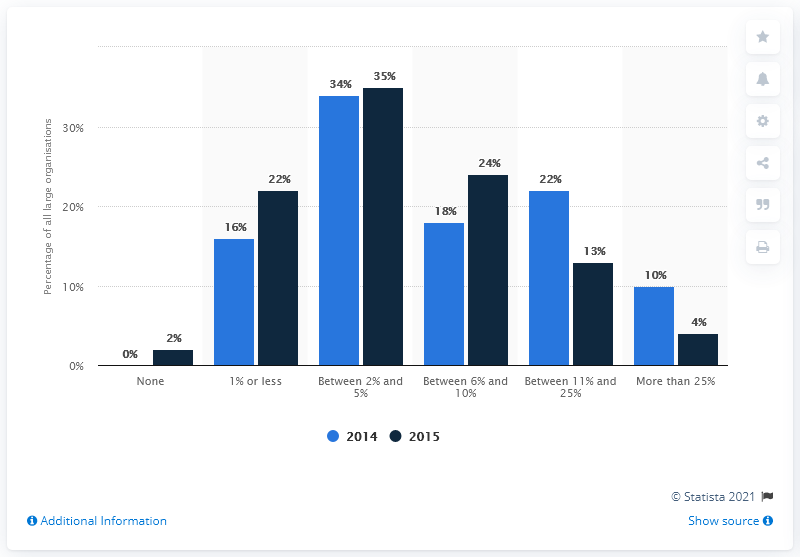 Percentage of all large organisations
30%
20%
10%
0%
0%
2%
16%
22%
34%
35%
18%
24%
22%
13%
10%
4%
None
1% or less
Between 2% and
5%
Between 6% and
10%
Between 11% and
25%
More than 25%
2014 2015
© Statista 2021
Additional Information Show source